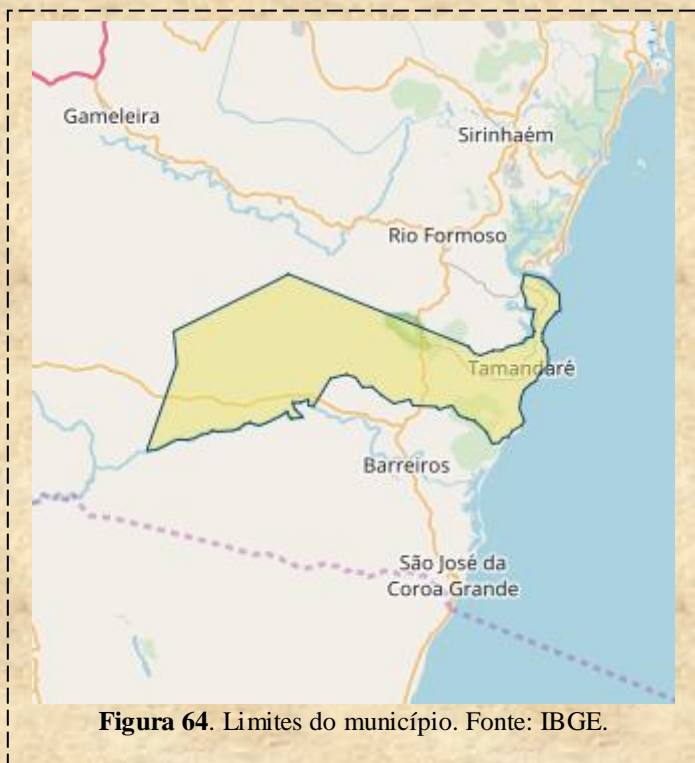 Gameleira
Sirinhaém
Rio Formoso
Tamandaré
Barreiros
São José da
Coroa Grande
Figura 64. Limites do município. Fonte: IBGE.